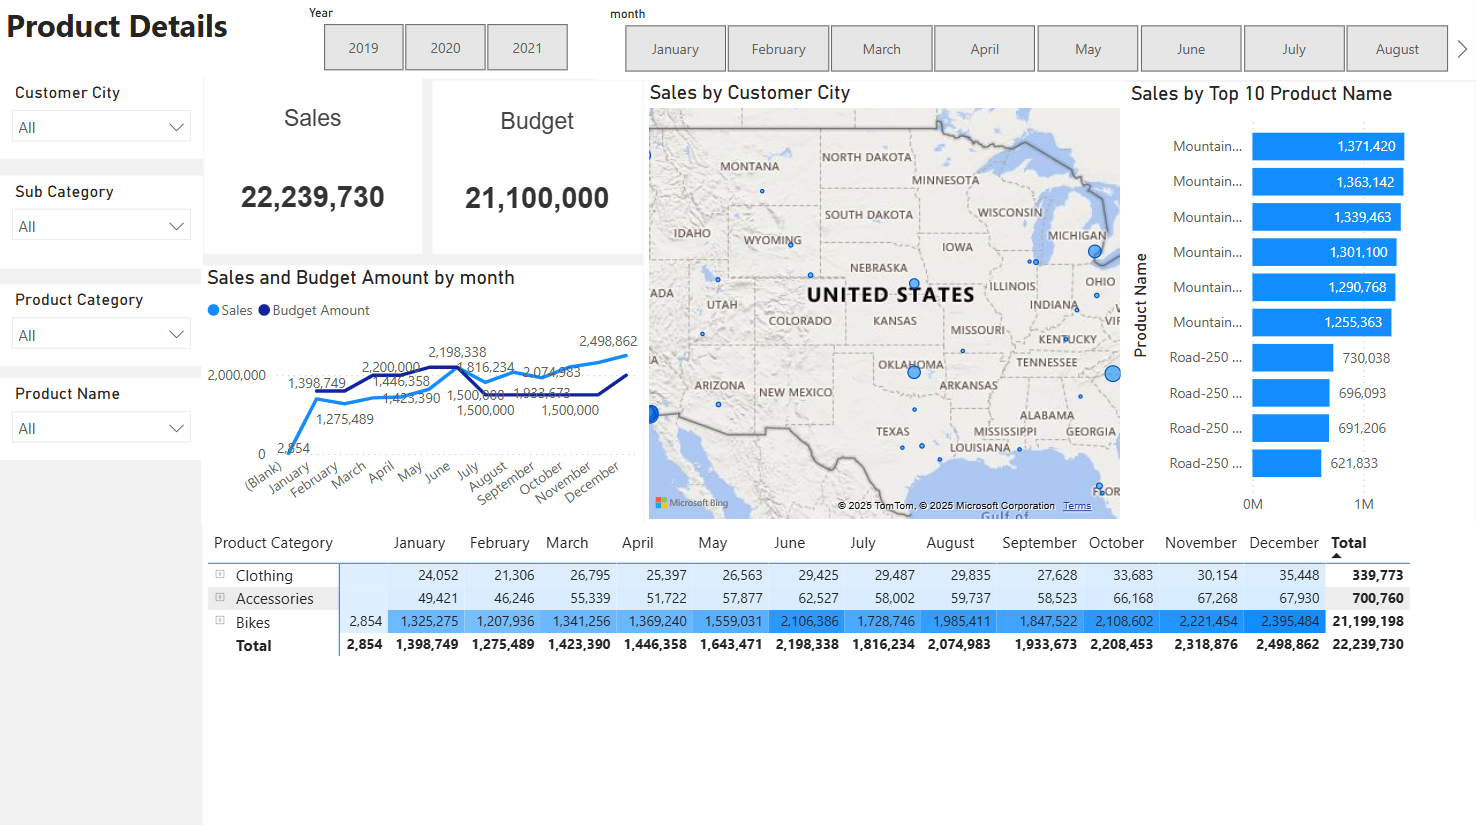 Product Details
Year
2019 2020 2021
month
January February March April May June July August
Customer City
All
Sub Category
All
Product Category
All
Product Name
All
Sales
22,239,730
Budget
21,100,000
Sales and Budget Amount by month
Sales Budget Amount
2,000,000
0
2,854
1,398,749
1,275,489
2,200,000
1,446,358
1,423,390
2,198,338
1,816,234
1,500,000
1,500,000
2,074,983
1,933,673
1,500,000
2,498,862
(Blank) January February March April May June July August September October November December
Sales by Customer City
MONTANA
NORTH DAKOTA
MINNESOTA
SOUTH DAKOTA
WISCONSIN
IDAHO
WYOMING
MICHIGAN
IOWA
NEBRASKA
ADA
UTAH
UNITED STATES
ILLINOIS
OHIO
INDIANA
COLORADO
KANSAS
MISSOURI
VIF
KENTUCKY
IA
OKLAHOMA
TENNESSEE
ARIZONA
NEW MEXICO
ARKANSAS
ALABAMA
TEXAS
MISSISSIPPI
GEORGIA
LOUISIANA
FLOR
Gulf of
Microsoft Bing
© 2025 TomTom, © 2025 Microsoft Corporation Terms
Sales by Top 10 Product Name
Product Name
Mountain... 1,371,420
Mountain... 1,363,142
Mountain... 1,339,463
Mountain... 1,301,100
Mountain... 1,290,768
Mountain... 1,255,363
Road-250 ... 730,038
Road-250 ... 696,093
Road-250 ... 691,206
Road-250 ... 621,833
0M 1M
Product Category January February March April May June July August September October November December Total
Clothing 24,052 21,306 26,795 25,397 26,563 29,425 29,487 29,835 27,628 33,683 30,154 35,448 339,773
Accessories 49,421 46,246 55,339 51,722 57,877 62,527 58,002 59,737 58,523 66,168 67,268 67,930 700,760
Bikes 2,854 1,325,275 1,207,936 1,341,256 1,369,240 1,559,031 2,106,386 1,728,746 1,985,411 1,847,522 2,108,602 2,221,454 2,395,484 21,199,198
Total 2,854 1,398,749 1,275,489 1,423,390 1,446,358 1,643,471 2,198,338 1,816,234 2,074,983 1,933,673 2,208,453 2,318,876 2,498,862 22,239,730